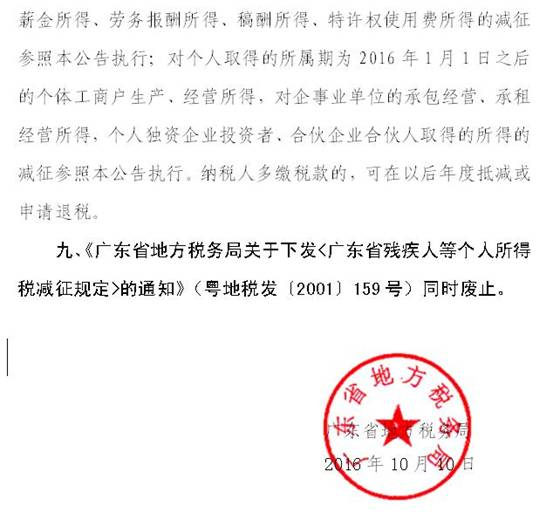 薪金所得、劳务报酬所得、稿酬所得、特许权使用费所得的减征
参照本公告执行；对个人取得的所属期为 2016 年 1 月 1 日之后
的个体工商户生产、经营所得，对企事业单位的承包经营、承租
经营所得，个人独资企业投资者、合伙企业合伙人取得的所得的
减征参照本公告执行。纳税人多缴税款的，可在以后年度抵减或
申请退税。
九、《广东省地方税务局关于下发<广东省残疾人等个人所得
税减征规定>的通知》（粤地税发〔2001〕159 号）同时废止。
广东省地方税务局
广东省地方税务局
2016 年 10 月 10 日